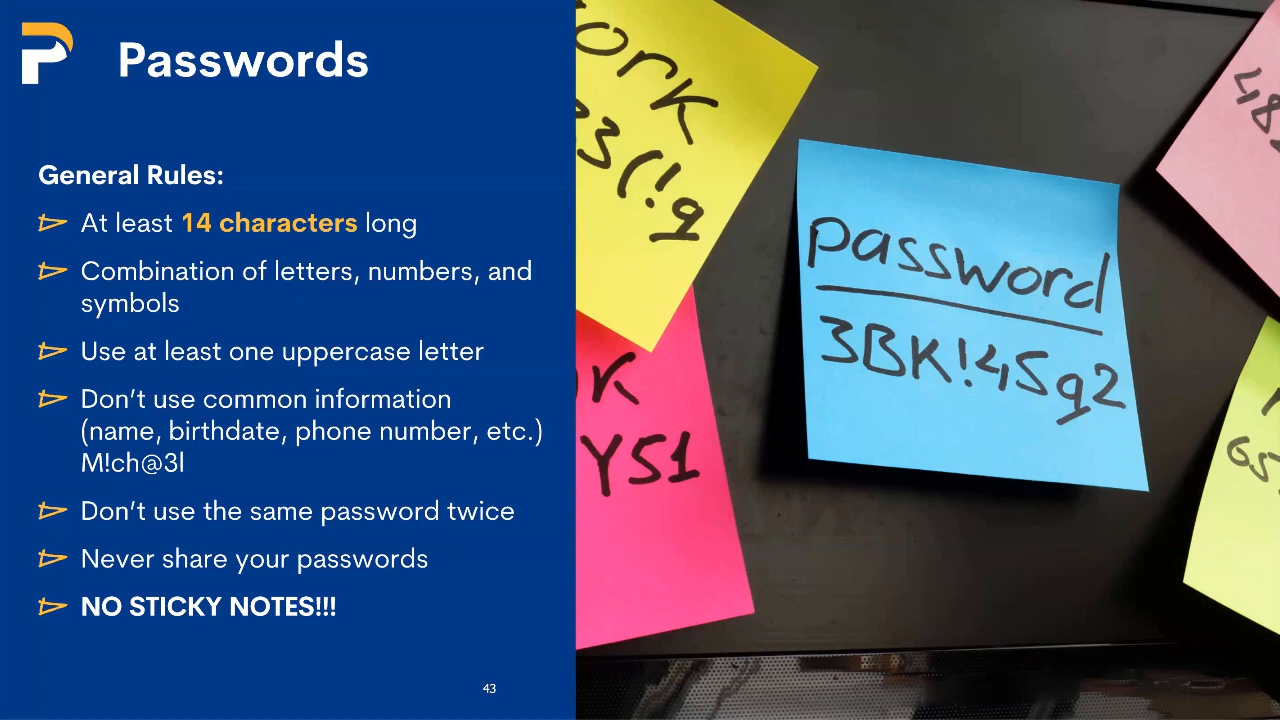 Passwords
General Rules:
At least 14 characters long
Combination of letters, numbers, and
symbols
Use at least one uppercase letter
Don’t use common information
(name, birthdate, phone number, etc.)
M!ch@3l
Don’t use the same password twice
Never share your passwords
NO STICKY NOTES!!!
43
password
3BK!45q2